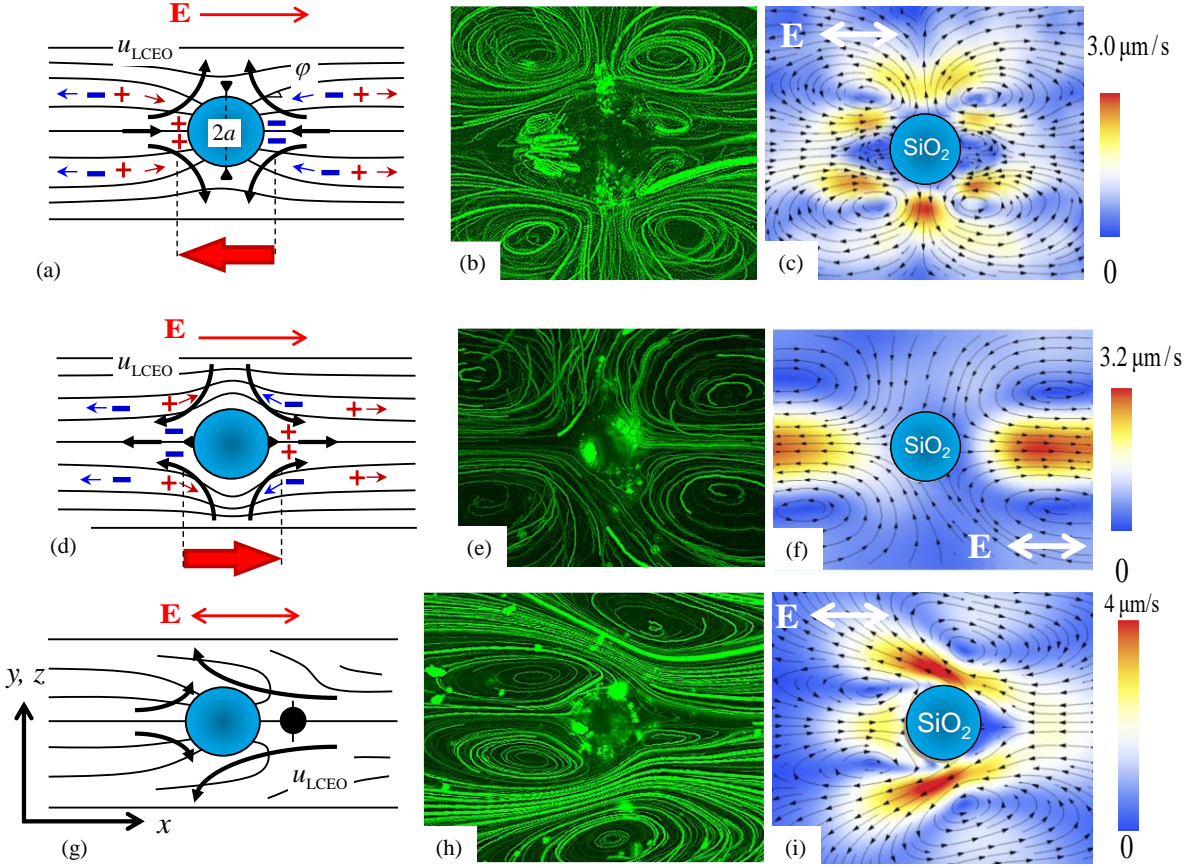 E
u_LCEO
φ
− +
+ −
+ −
2a
+ −
− +
+ −
(a)
(b)
E
SiO2
(c)
3.0 μm/s
0
E
u_LCEO
− +
− +
− +
− +
− +
− +
(d)
(e)
SiO2
E
(f)
3.2 μm/s
0
E
y, z
u_LCEO
x
(g)
(h)
E
SiO2
(i)
4 μm/s
0